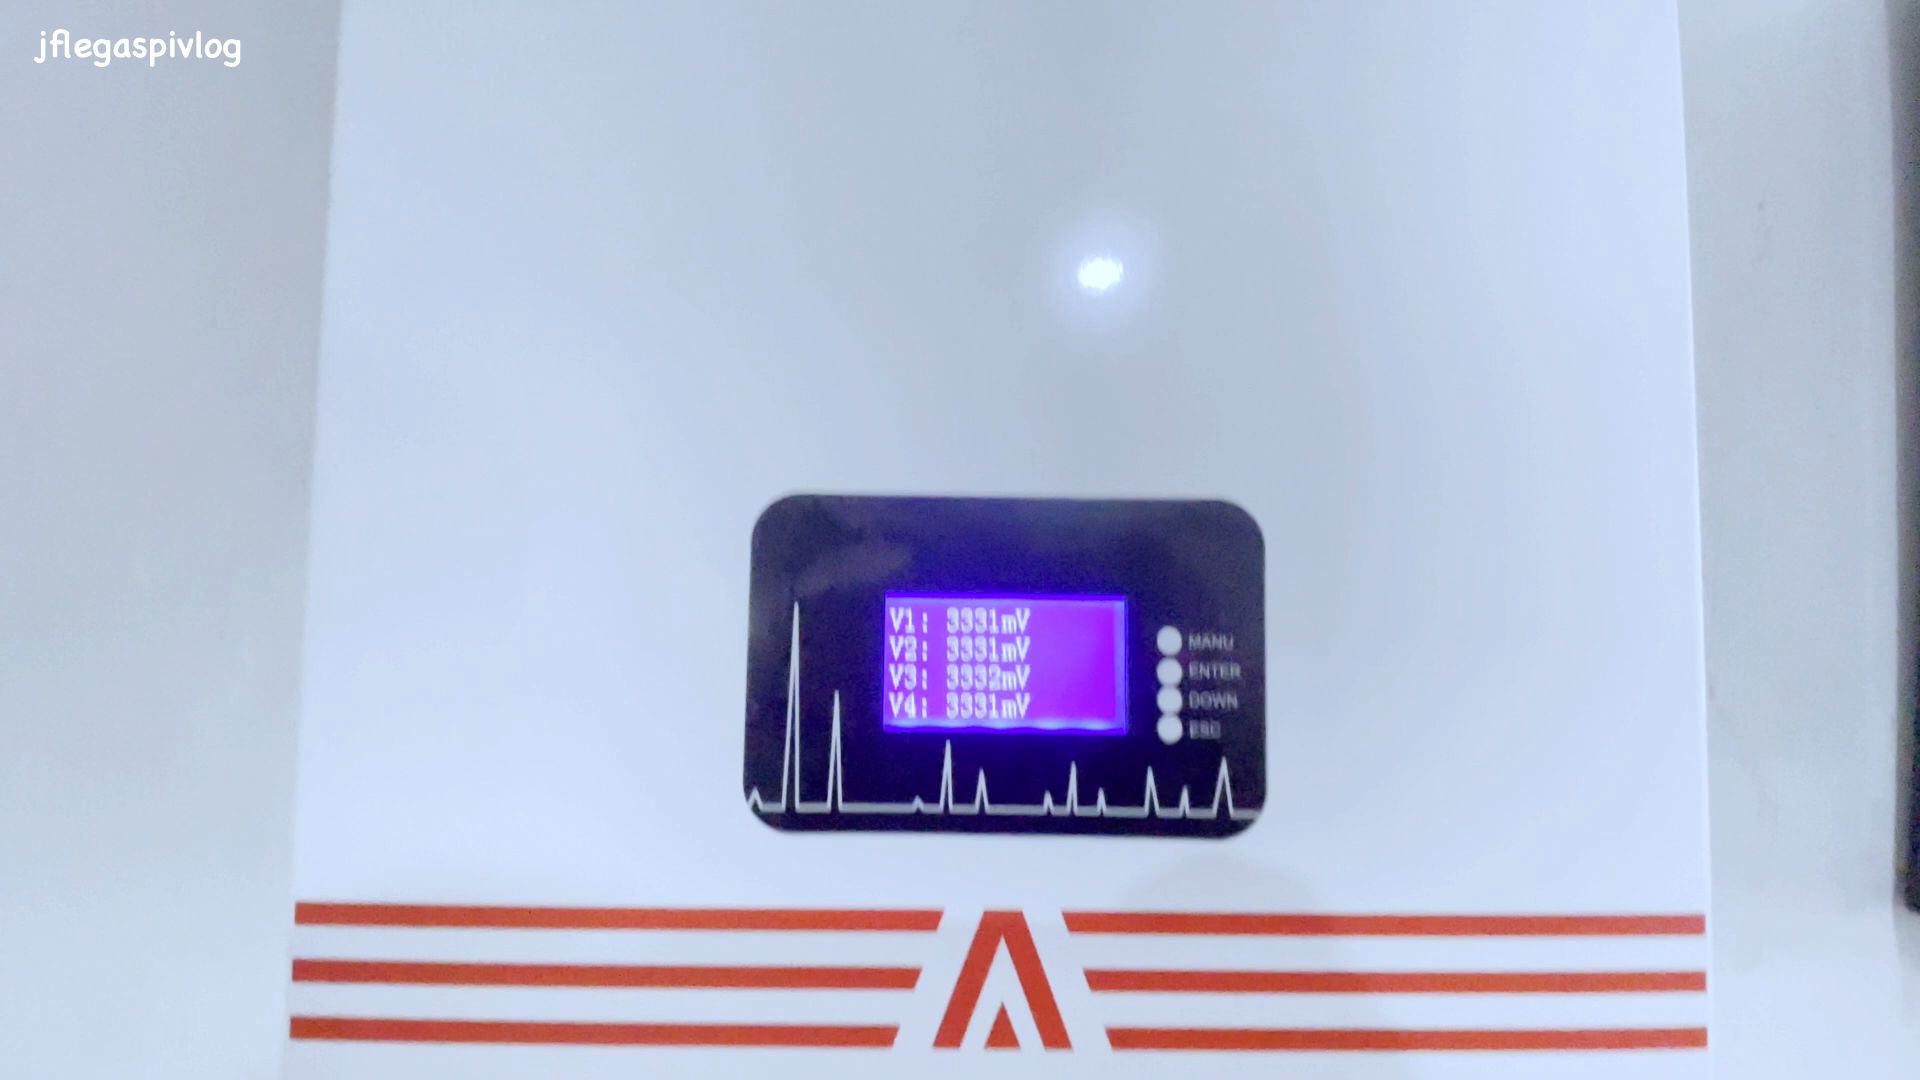 jflegaspivlog
V1: 3331mV
V2: 3331mV
V3: 3332mV
V4: 3331mV
MANU
ENTER
DOWN
ESC